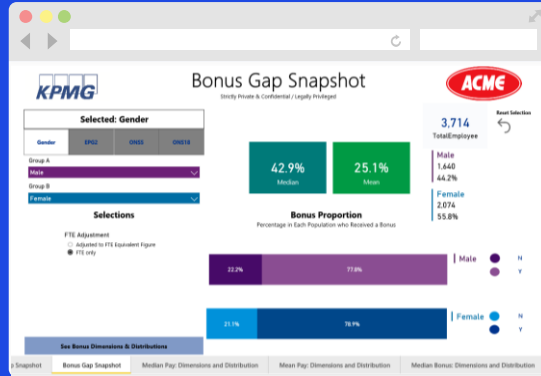 KPMG
Bonus Gap Snapshot
Strictly Private & Confidential / Legally Privileged
ACME
Selected: Gender
Gender
EPG2
ONS5
ONS18
Group A
Male
Group B
Female
Selections
FTE Adjustment
Adjusted to FTE Equivalent Figure
FTE only
See Bonus Dimensions & Distributions
42.9%
Median
25.1%
Mean
3,714
TotalEmployee
Reset Selection
Male
1,640
44.2%
Female
2,074
55.8%
Bonus Proportion
Percentage in Each Population who Received a Bonus
22.2%
77.8%
Male
N
Y
21.1%
78.9%
Female
N
Y
Snapshot
Bonus Gap Snapshot
Median Pay: Dimensions and Distribution
Mean Pay: Dimensions and Distribution
Median Bonus: Dimensions and Distribution